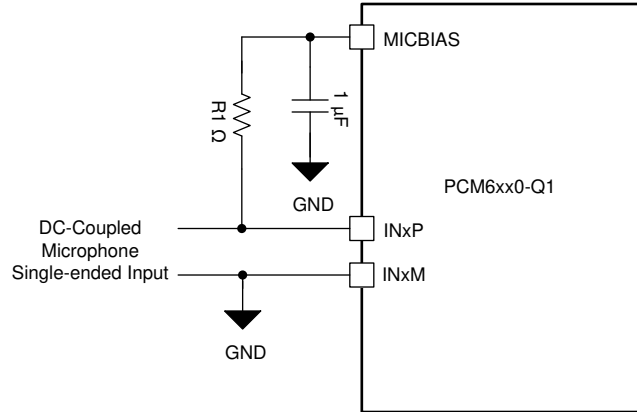 MICBIAS
R1 Ω
1 µF
GND
PCM6xx0-Q1
DC-Coupled
Microphone
Single-ended Input
INxP
INxM
GND